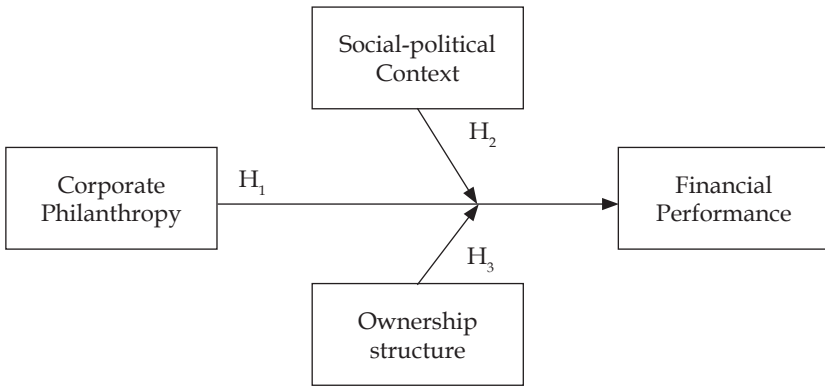 Social-political
Context
H₂
Corporate
Philanthropy
H₁
Financial
Performance
H₃
Ownership
structure